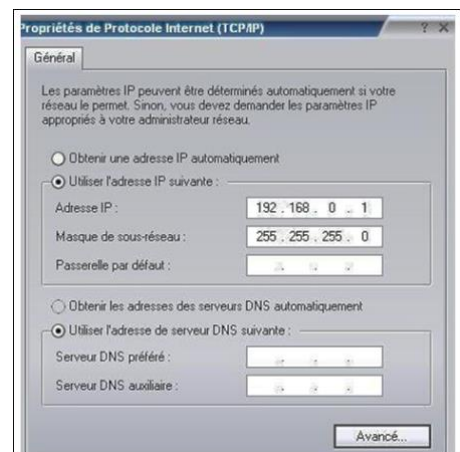 Propriétés de Protocole Internet (TCP/IP) ? X
Général
Les paramètres IP peuvent être déterminés automatiquement si votre
réseau le permet. Sinon, vous devez demander les paramètres IP
appropriés à votre administrateur réseau.
Obtenir une adresse IP automatiquement
Utiliser l'adresse IP suivante :
Adresse IP : 192 . 168 . 0 . 1
Masque de sous-réseau : 255 . 255 . 255 . 0
Passerelle par défaut : . . .
Obtenir les adresses des serveurs DNS automatiquement
Utiliser l'adresse de serveur DNS suivante :
Serveur DNS préféré : . . .
Serveur DNS auxiliaire : . . .
Avancé...